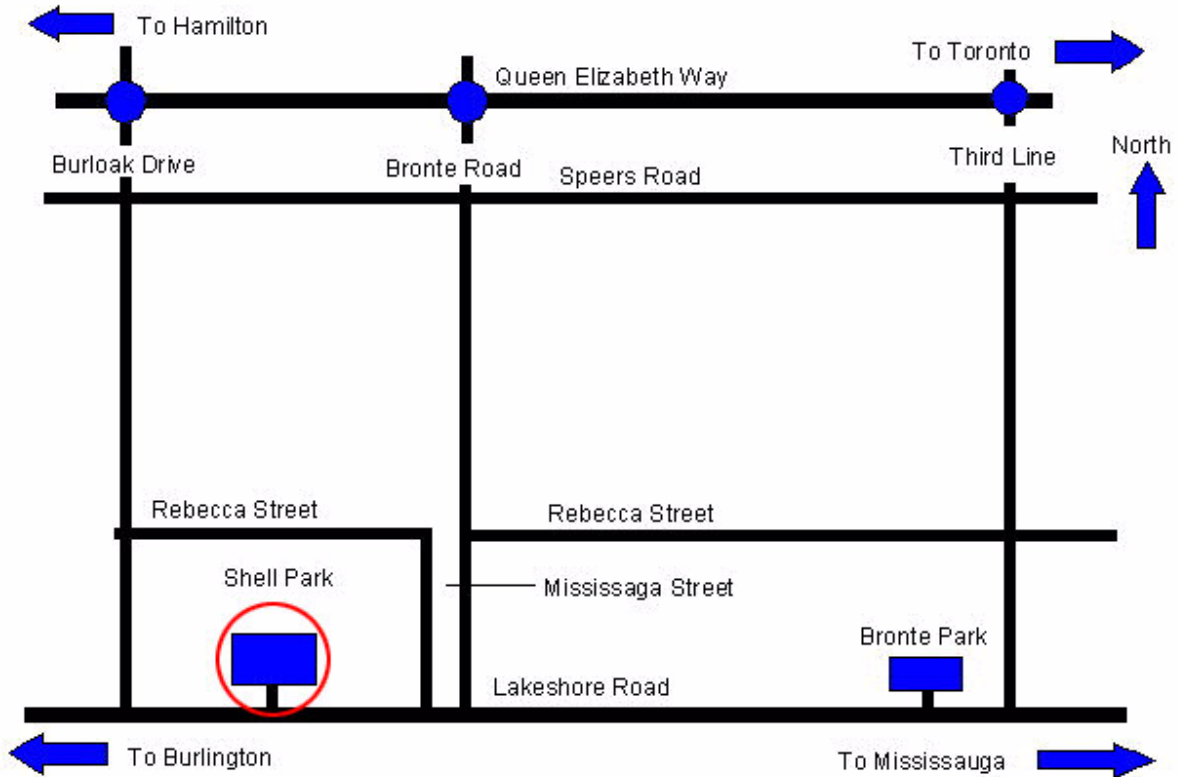 To Hamilton
To Toronto
Queen Elizabeth Way
North
Burloak Drive
Bronte Road
Third Line
Speers Road
Rebecca Street
Rebecca Street
Shell Park
Mississaga Street
Bronte Park
Lakeshore Road
To Burlington
To Mississauga